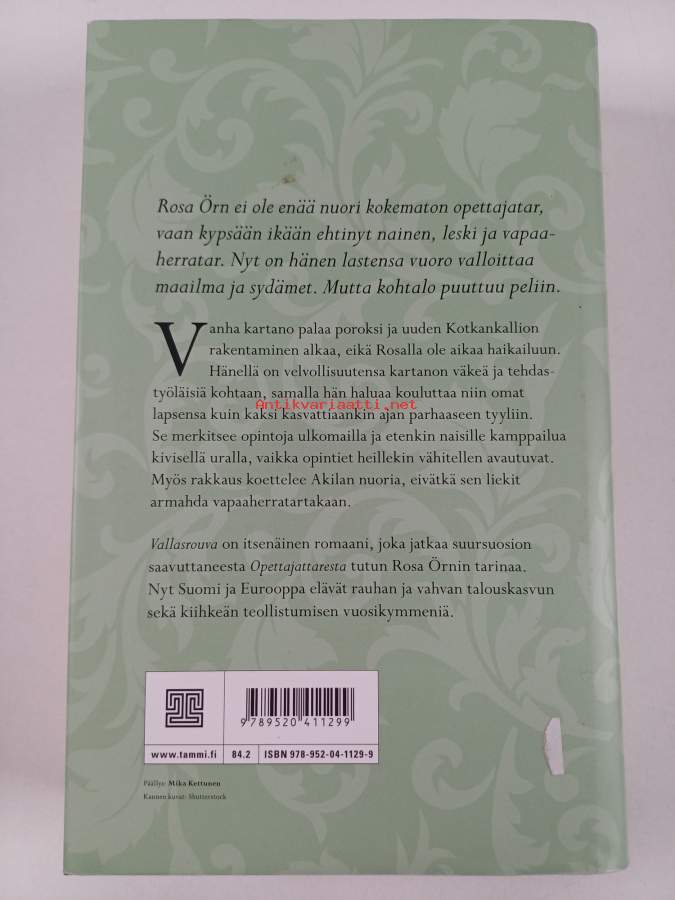 Rosa Örn ei ole enää nuori kokematon opettajatar,
vaan kypsään ikään ehtinyt nainen, leski ja vapaa-
herratar. Nyt on hänen lastensa vuoro valloittaa
maailma ja sydämet. Mutta kohtalo puuttuu peliin.
Vanha kartano palaa poroksi ja uuden Kotkankallion
rakentaminen alkaa, eikä Rosalla ole aikaa haikailuun.
Hänellä on velvollisuutensa kartanon väkeä ja tehdas-
työläisiä kohtaan, samalla hän haluaa kouluttaa niin omat
Antikvariaatti.net
lapsensa kuin kaksi kasvattiaankin ajan parhaaseen tyyliin.
Se merkitsee opintoja ulkomailla ja etenkin naisille kamppailua
kivisellä uralla, vaikka opintiet heillekin vähitellen avautuvat.
Myös rakkaus koettelee Akilan nuoria, eivätkä sen liekit
armahda vapaaherratartakaan.
Vallasrouva on itsenäinen romaani, joka jatkaa suursuosion
saavuttaneesta Opettajattaresta tutun Rosa Örnin tarinaa.
Nyt Suomi ja Eurooppa elävät rauhan ja vahvan talouskasvun
sekä kiihkeän teollistumisen vuosikymmeniä.
9789520411299
www.tammi.fi 84.2 ISBN 978-952-04-1129-9
Päällys: Mika Kettunen
Kannen kuvat: Shutterstock